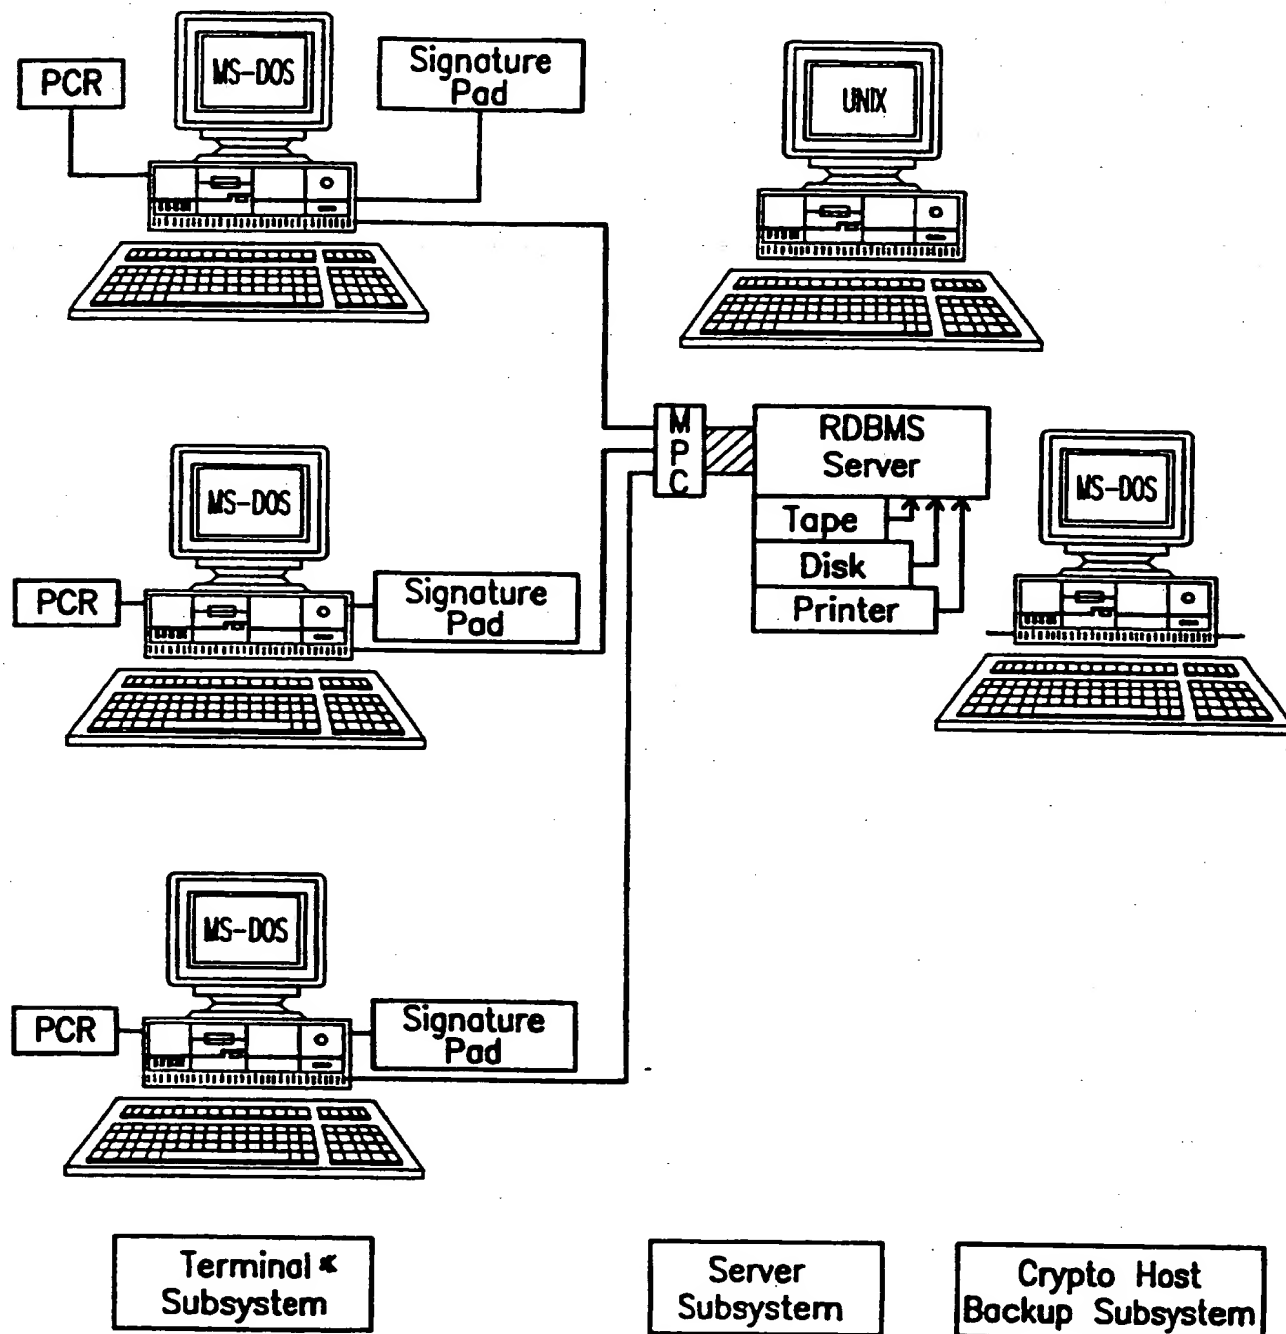 PCR
MS-DOS
Signature
Pad
UNIX
M
P
C
RDBMS
Server
Tape
Disk
Printer
MS-DOS
PCR
MS-DOS
Signature
Pad
PCR
MS-DOS
Signature
Pad
Terminal *
Subsystem
Server
Subsystem
Crypto Host
Backup Subsystem